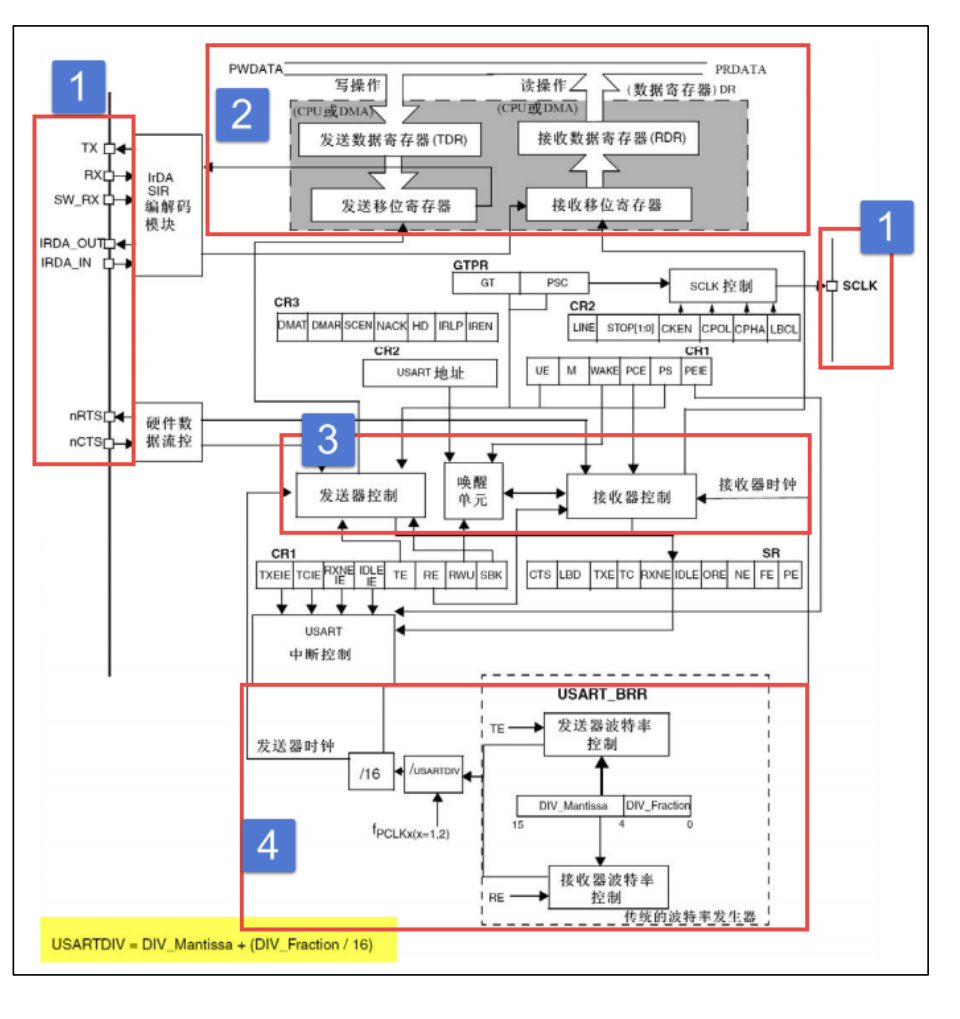 1
2
PWDATA
PRDATA
写操作
读操作
(数据寄存器) DR
(CPU或DMA)
(CPU或DMA)
发送数据寄存器(TDR)
接收数据寄存器(RDR)
发送移位寄存器
接收移位寄存器
TX
RX
SW_RX
IRDA_OUT
IRDA_IN
IrDA
SIR
编解码
模块
1
SCLK
GTPR
GT PSC
SCLK 控制
CR3
DMAT DMAR SCEN NACK HD IRLP IREN
CR2
LINE STOP[1:0] CKEN CPOL CPHA LBCL
CR2
USART 地址
CR1
UE M WAKE PCE PS PEIE
nRTS
nCTS
硬件数
据流控
3
发送器控制
唤醒
单元
接收器控制
接收器时钟
CR1
TXEIE TCIE RXNE IE IDLE IE TE RE RWU SBK
SR
CTS LBD TXE TC RXNE IDLE ORE NE FE PE
USART
中断控制
4
USART_BRR
发送器时钟
/16
/USARTDIV
fPCLKx(x=1,2)
TE
发送器波特率
控制
DIV_Mantissa DIV_Fraction
15 4 0
RE
接收器波特率
控制
传统的波特率发生器
USARTDIV = DIV_Mantissa + (DIV_Fraction / 16)